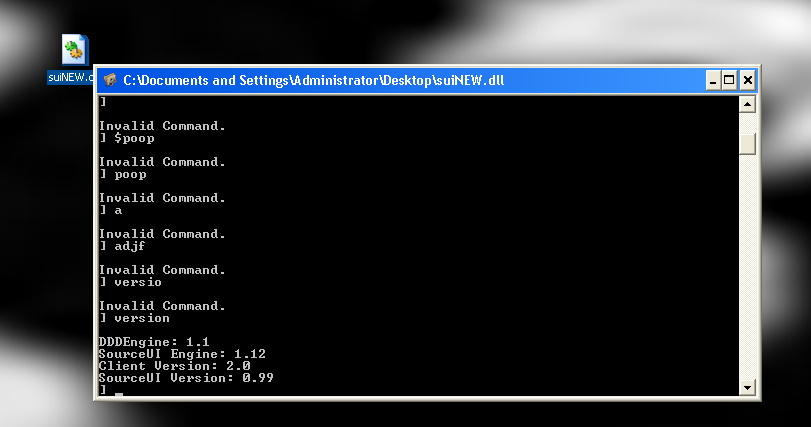 suiNEW.d
C:\Documents and Settings\Administrator\Desktop\suiNEW.dll
]
Invalid Command.
] $poop
Invalid Command.
] poop
Invalid Command.
] a
Invalid Command.
] adjf
Invalid Command.
] versio
Invalid Command.
] version
DDDEngine: 1.1
SourceUI Engine: 1.12
Client Version: 2.0
SourceUI Version: 0.99
] _